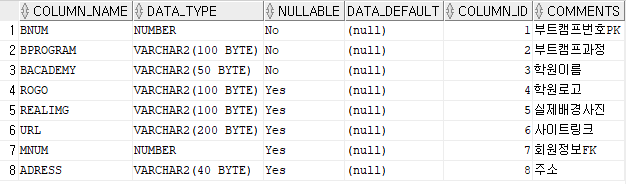 COLUMN_NAME DATA_TYPE NULLABLE DATA_DEFAULT COLUMN_ID COMMENTS
1 BNUM NUMBER No (null) 1 부트캠프번호PK
2 BPROGRAM VARCHAR2(100 BYTE) No (null) 2 부트캠프과정
3 BACADEMY VARCHAR2(50 BYTE) No (null) 3 학원이름
4 ROGO VARCHAR2(100 BYTE) Yes (null) 4 학원로고
5 REALIMG VARCHAR2(100 BYTE) Yes (null) 5 실제배경사진
6 URL VARCHAR2(200 BYTE) Yes (null) 6 사이트링크
7 MNUM NUMBER Yes (null) 7 회원정보FK
8 ADRESS VARCHAR2(40 BYTE) Yes (null) 8 주소